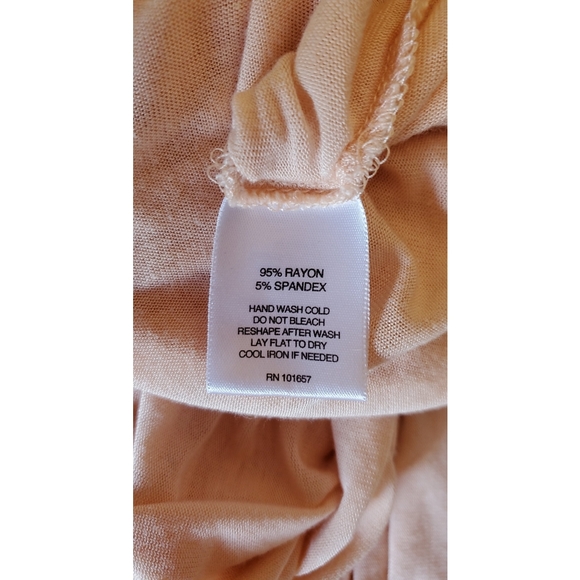 95% RAYON
5% SPANDEX
HAND WASH COLD
DO NOT BLEACH
RESHAPE AFTER WASH
LAY FLAT TO DRY
COOL IRON IF NEEDED
RN 101657